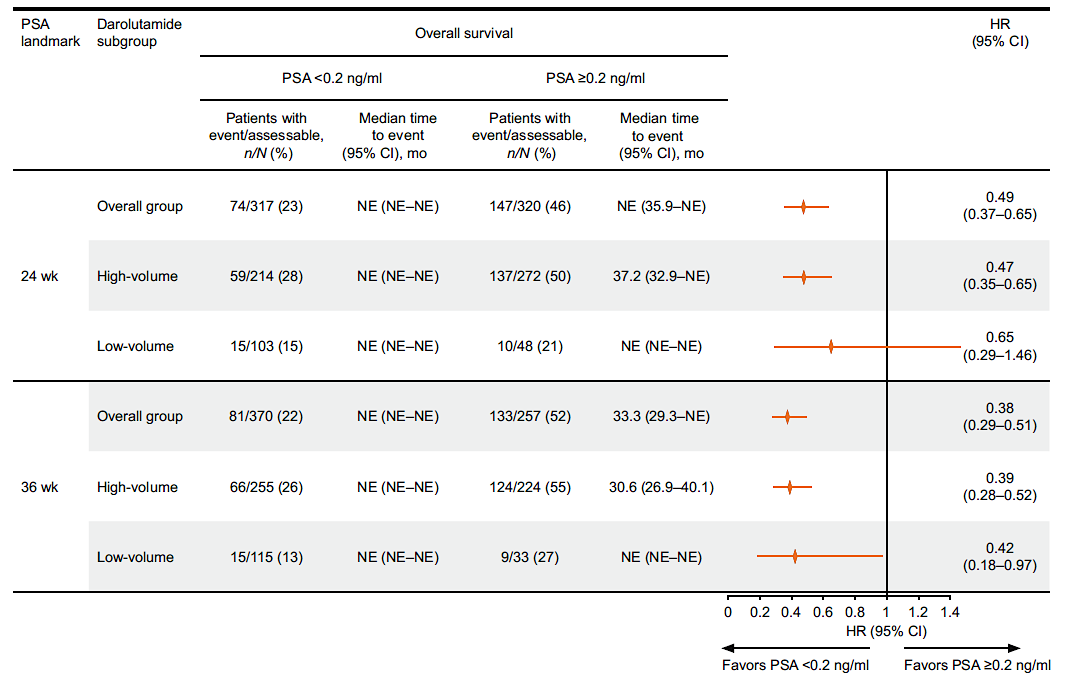 PSA landmark
Darolutamide subgroup
Overall survival
HR (95% CI)
PSA <0.2 ng/ml
PSA ≥0.2 ng/ml
Patients with event/assessable, n/N (%)
Median time to event (95% CI), mo
Patients with event/assessable, n/N (%)
Median time to event (95% CI), mo
24 wk
Overall group 74/317 (23) NE (NE–NE) 147/320 (46) NE (35.9–NE) 0.49 (0.37–0.65)
High-volume 59/214 (28) NE (NE–NE) 137/272 (50) 37.2 (32.9–NE) 0.47 (0.35–0.65)
Low-volume 15/103 (15) NE (NE–NE) 10/48 (21) NE (NE–NE) 0.65 (0.29–1.46)
36 wk
Overall group 81/370 (22) NE (NE–NE) 133/257 (52) 33.3 (29.3–NE) 0.38 (0.29–0.51)
High-volume 66/255 (26) NE (NE–NE) 124/224 (55) 30.6 (26.9–40.1) 0.39 (0.28–0.52)
Low-volume 15/115 (13) NE (NE–NE) 9/33 (27) NE (NE–NE) 0.42 (0.18–0.97)
0 0.2 0.4 0.6 0.8 1 1.2 1.4
HR (95% CI)
Favors PSA <0.2 ng/ml
Favors PSA ≥0.2 ng/ml